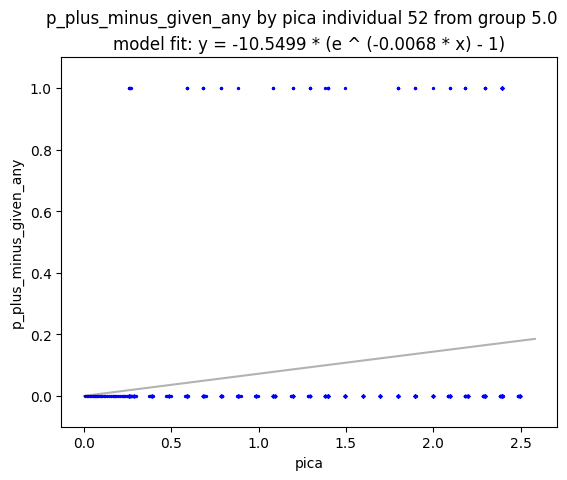 p_plus_minus_given_any by pica individual 52 from group 5.0
model fit: y = -10.5499 * (e ^ (-0.0068 * x) - 1)
1.0
0.8
0.6
0.4
0.2
0.0
p_plus_minus_given_any
0.0 0.5 1.0 1.5 2.0 2.5
pica